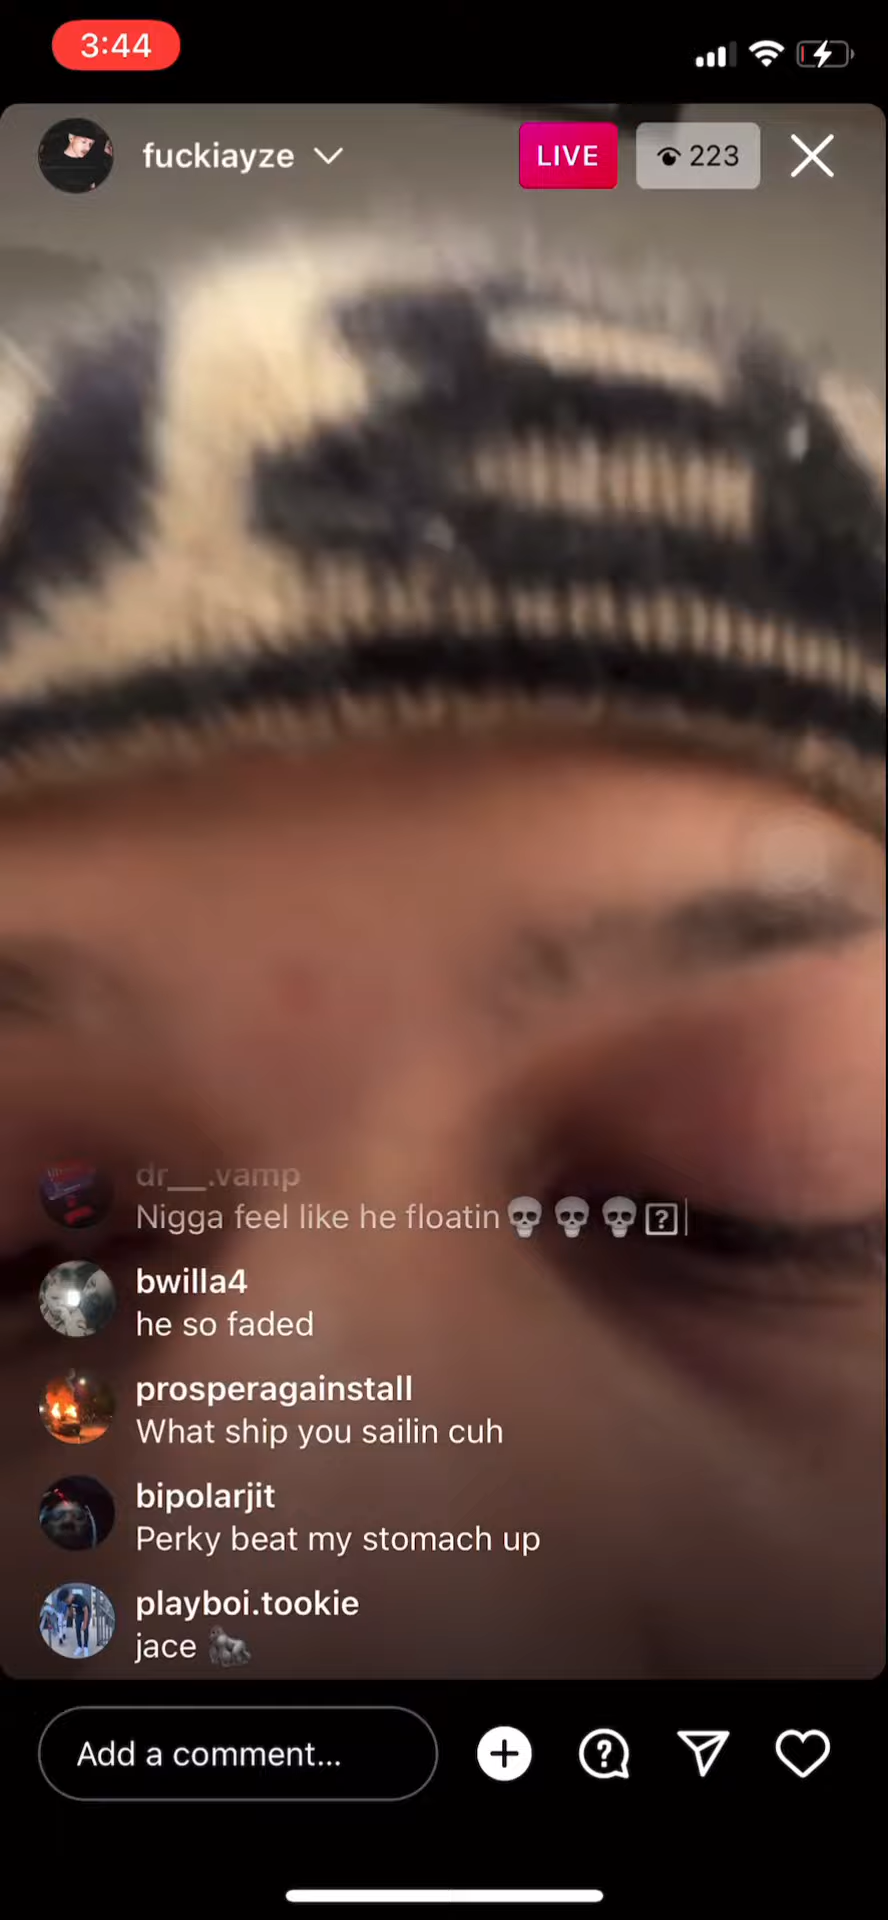 3:44
fuckiayze
LIVE
223
dr__.vamp
Nigga feel like he floatin💀💀💀
bwilla4
he so faded
prosperagainstall
What ship you sailin cuh
bipolarjit
Perky beat my stomach up
playboi.tookie
jace 🦍
Add a comment...